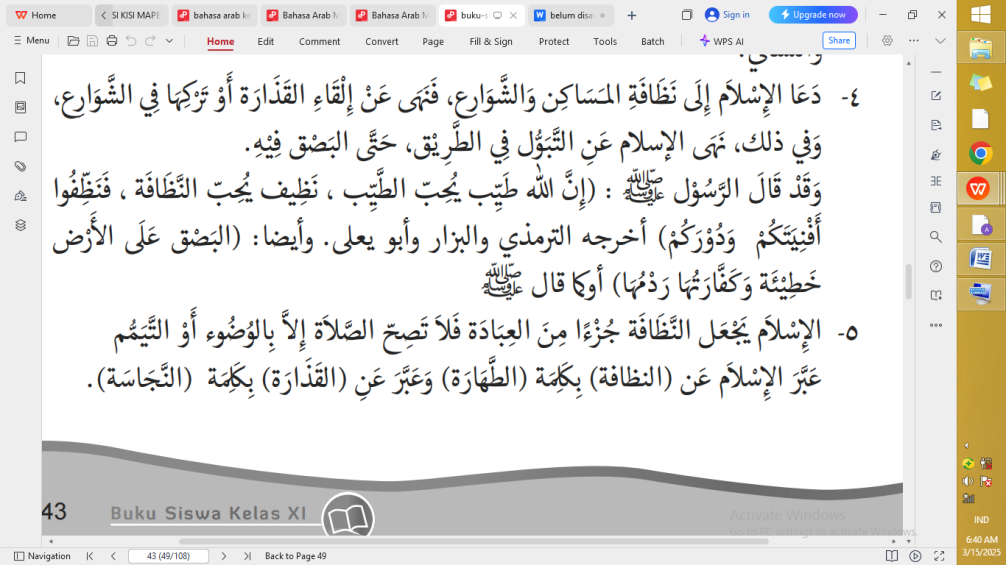 Home
SI KISI MAPE
bahasa arab ke
Bahasa Arab M
Bahasa Arab M
buku-s
belum disa
Sign in
Upgrade now
Menu
Home Edit Comment Convert Page Fill & Sign Protect Tools Batch WPS AI Share
٤- دَعَا الإِسْلَام إِلَى نَظَافَةِ المَسَاكِن وَالشَّوَارِع، فَنَهَى عَنْ إِلْقَاءِ القَذَارَة أَوْ تَرْكِهَا فِي الشَّوَارِع،
وَفي ذلك، نَهَى الإسلام عَنِ التَّبَوُّل فِي الطَّرِيْق، حَتَّى البَصْق فِيْهِ.
وَقَدْ قَالَ الرَّسُوْل ﷺ : (إِنَّ الله طَيِّب يُحِبّ الطَّيِّب ، نَظِيف يُحِبّ النَّظَافَة ، فَنَظِّفُوا
أَفْنِيَتَكُمْ وَدُوْرَكُمْ) أخرجه الترمذي والبزار وأبو يعلى. وأيضا: (البَصْق عَلَى الأَرْض
خَطِيْئَة وَكَفَّارَتُهَا رَدْمُهَا) أوكما قال ﷺ
٥- الإِسْلَام يَجْعَل النَّظَافَة جُزْءًا مِنَ العِبَادَة فَلاَ تَصِحّ الصَّلاَة إِلاَّ بِالوُضُوء أَوْ التَّيَمُّم
عَبَّرَ الإِسْلَام عَن (النظافة) بِكَلِمَة (الطَّهَارَة) وَعَبَّرَ عَنِ (القَذَارَة) بِكَلِمَة (النَّجَاسَة).
43 Buku Siswa Kelas XI
Activate Windows
Go to PC settings to activate Windows.
Navigation 43 (49/108) Back to Page 49
IND
6:40 AM
3/15/2025